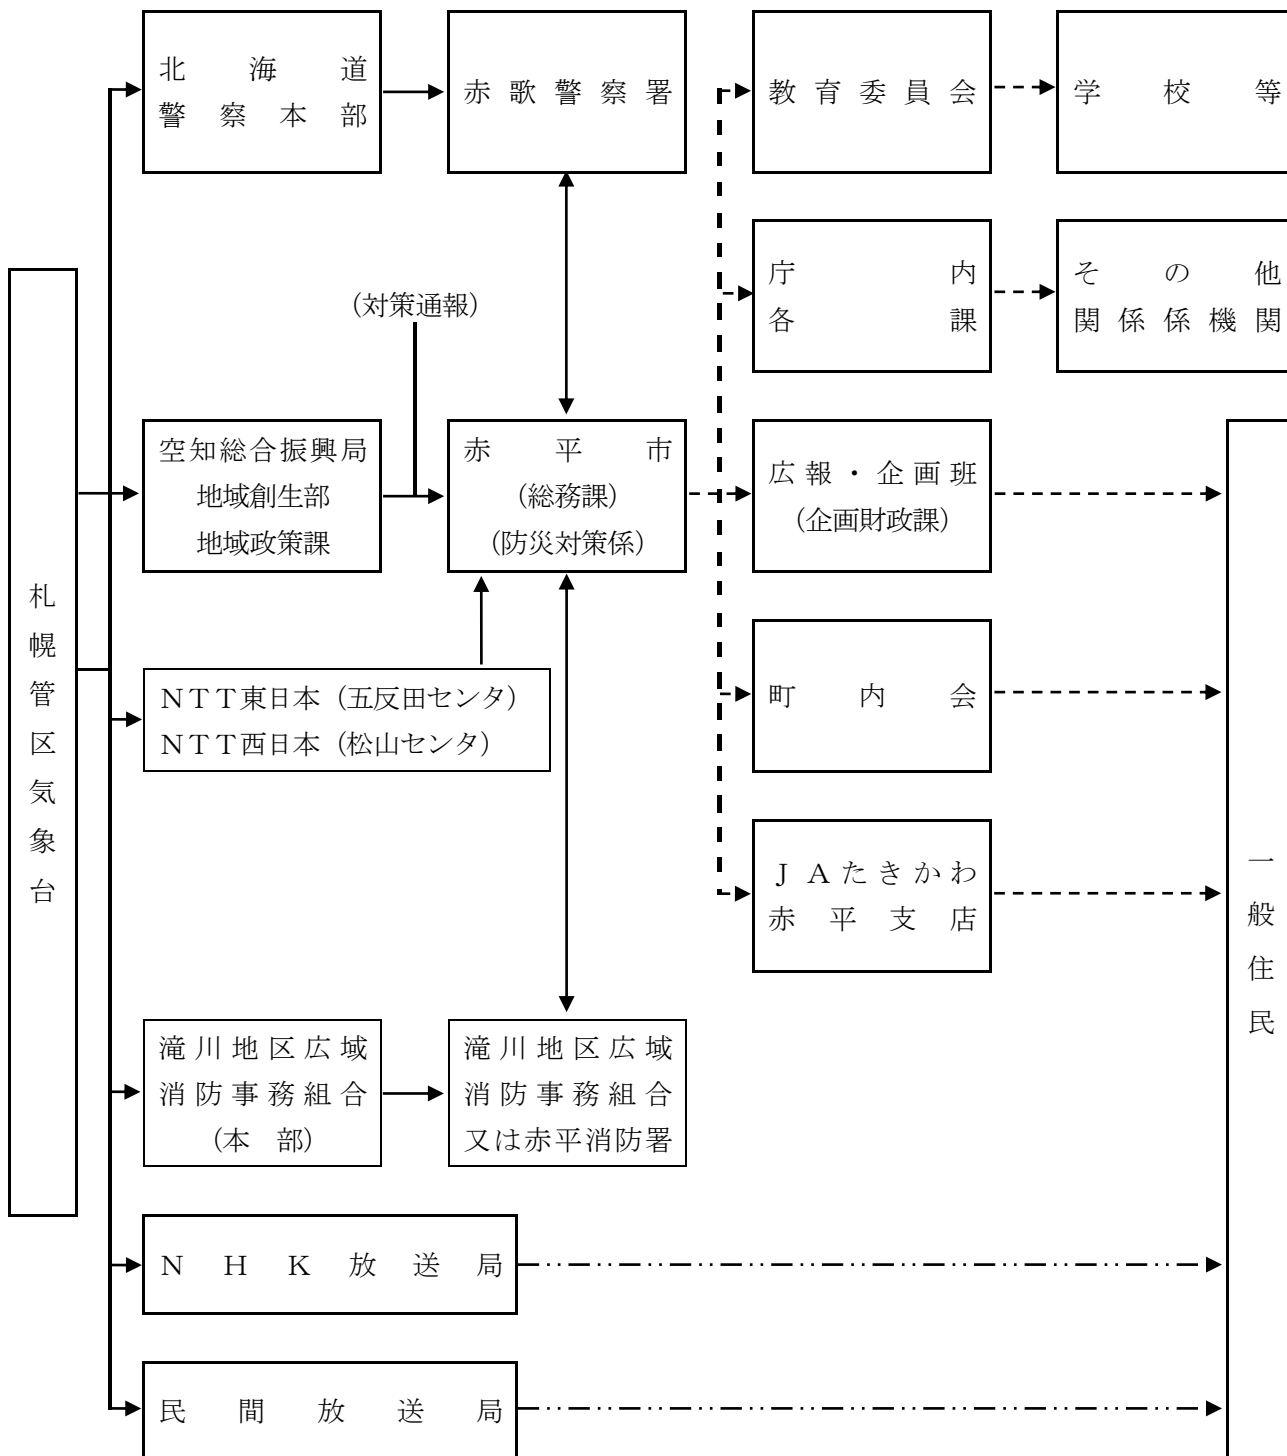 北海道
警察本部
赤歌警察署
教育委員会
学校等
庁内
各課
その他
関係係機関
(対策通報)
空知総合振興局
地域創生部
地域政策課
赤平市
(総務課)
(防災対策係)
広報・企画班
(企画財政課)
札幌管区気象台
NTT東日本(五反田センタ)
NTT西日本(松山センタ)
町内会
JAたきかわ
赤平支店
一般住民
滝川地区広域
消防事務組合
(本 部)
滝川地区広域
消防事務組合
又は赤平消防署
NHK放送局
民間放送局